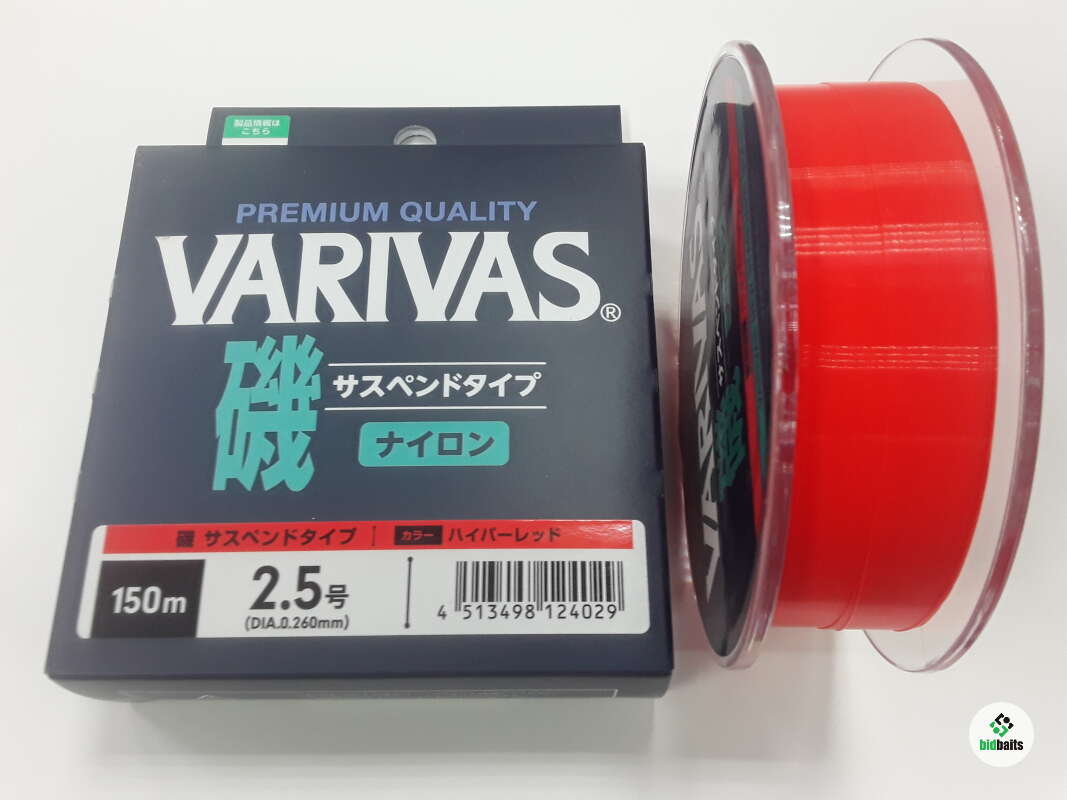 製品情報は
こちら
PREMIUM QUALITY
VARIVAS®
磯
サスペンドタイプ
ナイロン
磯 サスペンドタイプ | カラー ハイパーレッド
150m
2.5号
(DIA.0.260mm)
4 513498 124029
VARIVAS
磯
bidbaits